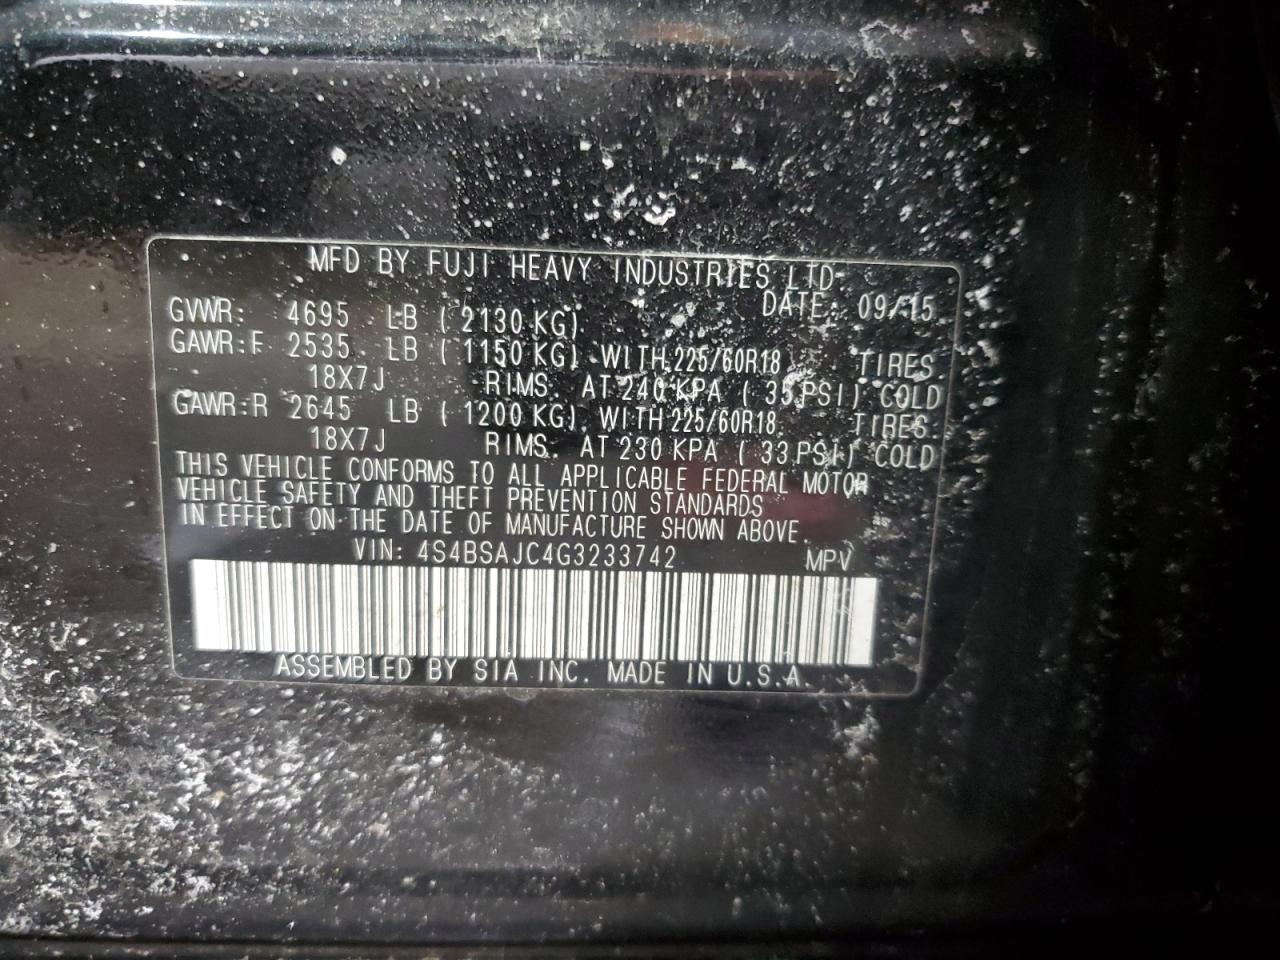 MFD BY FUJI HEAVY INDUSTRIES LTD.
DATE: 09/15
GVWR: 4695 LB ( 2130 KG)
GAWR:F 2535 LB ( 1150 KG) WITH 225/60R18 TIRES
18X7J RIMS. AT 240 KPA ( 35 PSI) COLD
GAWR:R 2645 LB ( 1200 KG) WITH 225/60R18 TIRES
18X7J RIMS. AT 230 KPA ( 33 PSI) COLD
THIS VEHICLE CONFORMS TO ALL APPLICABLE FEDERAL MOTOR
VEHICLE SAFETY AND THEFT PREVENTION STANDARDS
IN EFFECT ON THE DATE OF MANUFACTURE SHOWN ABOVE.
VIN: 4S4BSAJC4G3233742 MPV
ASSEMBLED BY SIA INC. MADE IN U.S.A.